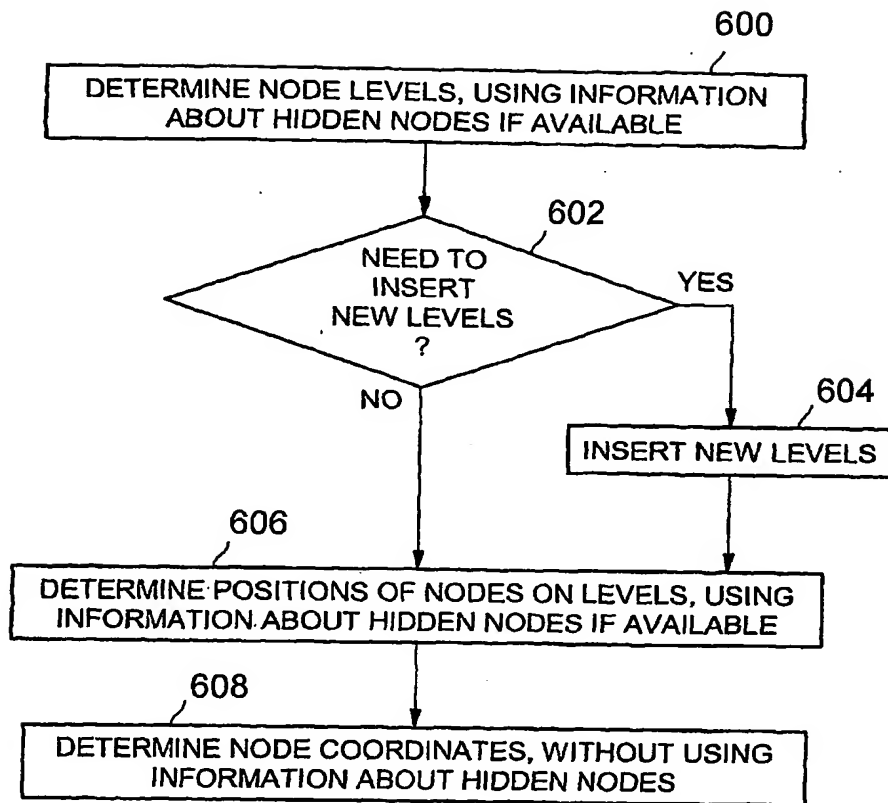 600
DETERMINE NODE LEVELS, USING INFORMATION
ABOUT HIDDEN NODES IF AVAILABLE
602
NEED TO
INSERT
NEW LEVELS
?
YES
NO
604
INSERT NEW LEVELS
606
DETERMINE POSITIONS OF NODES ON LEVELS, USING
INFORMATION ABOUT HIDDEN NODES IF AVAILABLE
608
DETERMINE NODE COORDINATES, WITHOUT USING
INFORMATION ABOUT HIDDEN NODES